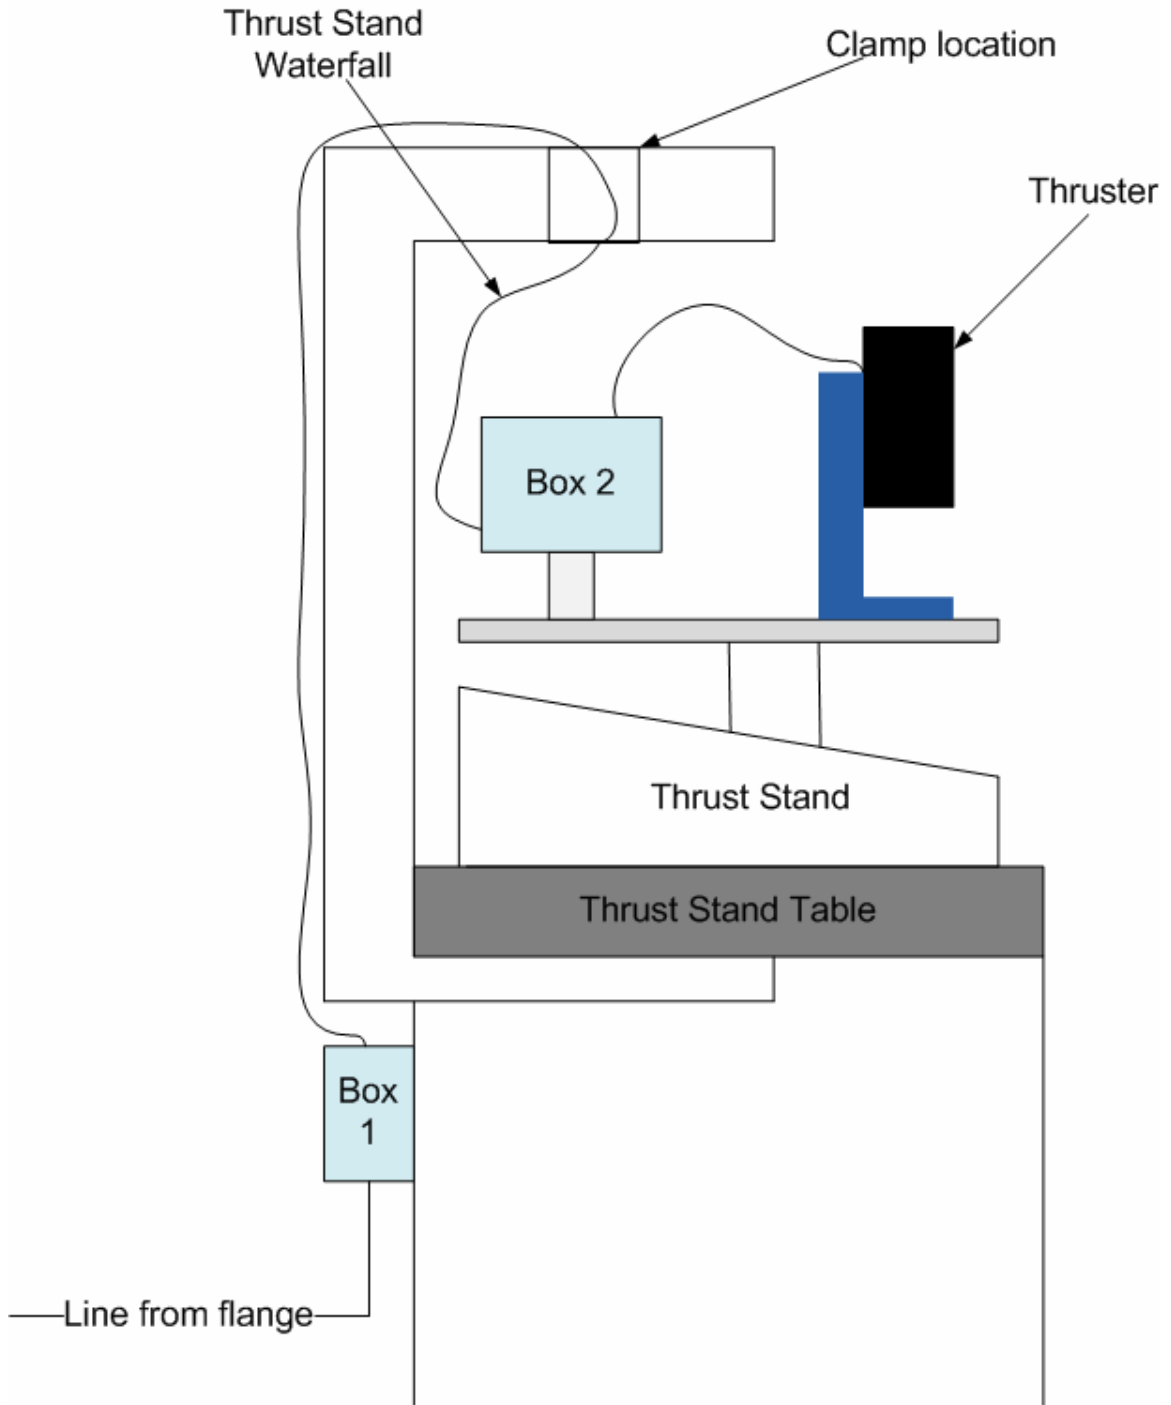 Thrust Stand
Waterfall
Clamp location
Thruster
Box 2
Thrust Stand
Thrust Stand Table
Box
1
Line from flange